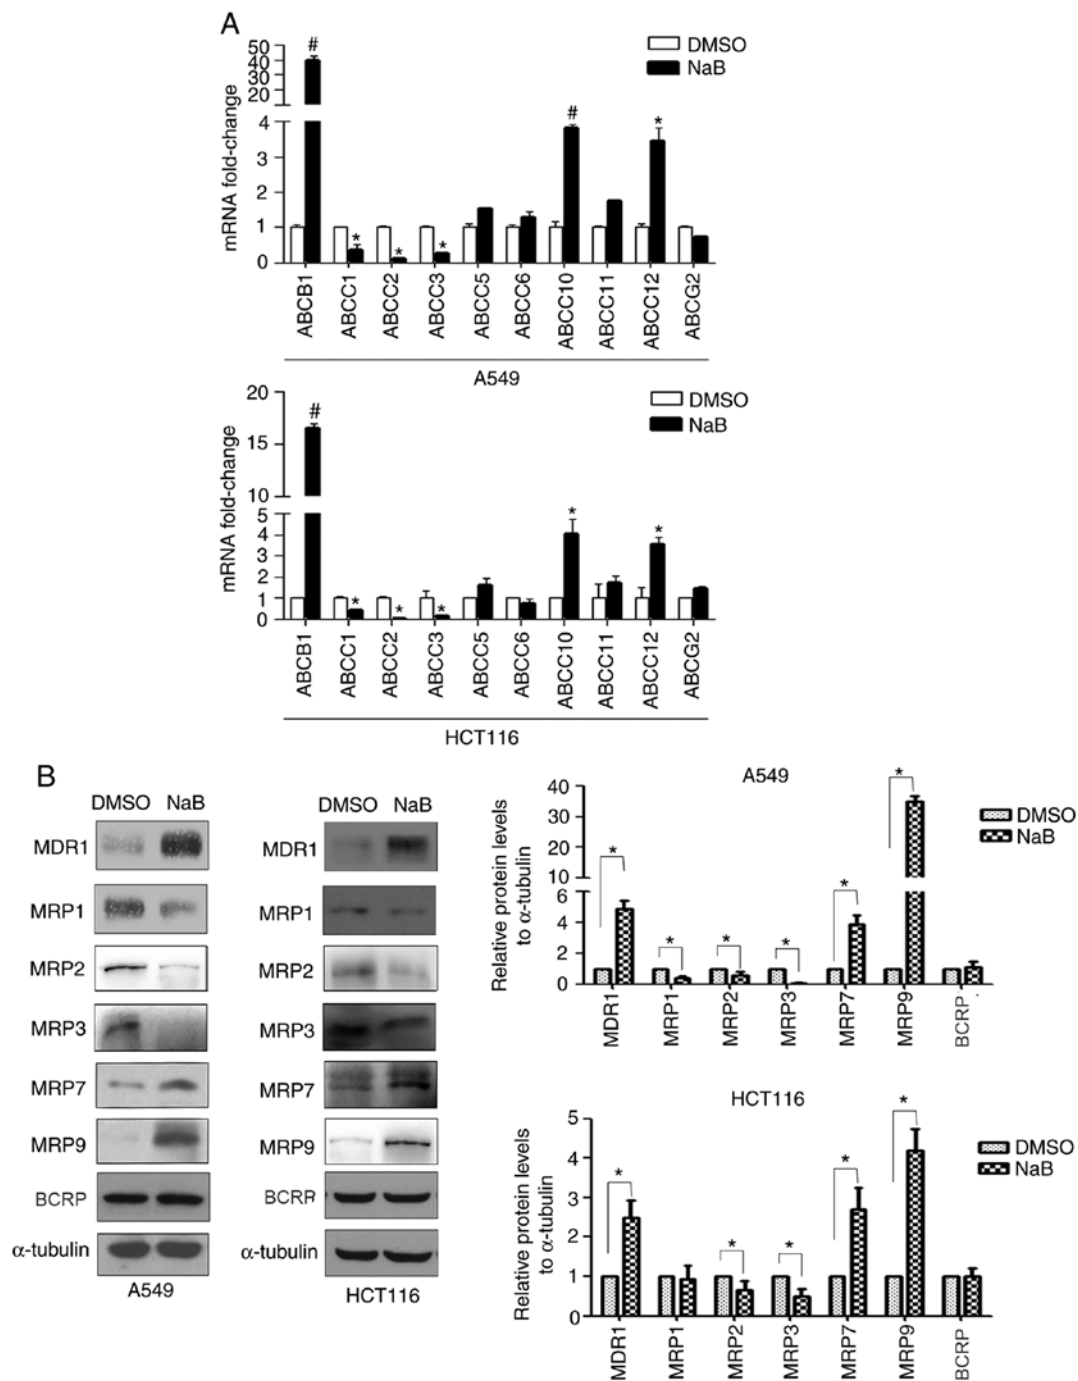 A
mRNA fold-change
50
40
30
20
4
3
2
1
0
#
*
*
*
#
*
DMSO
NaB
ABCB1
ABCC1
ABCC2
ABCC3
ABCC5
ABCC6
ABCC10
ABCC11
ABCC12
ABCG2
A549
mRNA fold-change
20
15
10
5
4
3
2
1
0
#
*
*
*
*
*
DMSO
NaB
ABCB1
ABCC1
ABCC2
ABCC3
ABCC5
ABCC6
ABCC10
ABCC11
ABCC12
ABCG2
HCT116
B
DMSO NaB
MDR1
MRP1
MRP2
MRP3
MRP7
MRP9
BCRP
α-tubulin
A549
DMSO NaB
MDR1
MRP1
MRP2
MRP3
MRP7
MRP9
BCRP
α-tubulin
HCT116
A549
Relative protein levels
to α-tubulin
40
30
20
10
6
4
2
0
*
*
*
*
*
*
DMSO
NaB
MDR1
MRP1
MRP2
MRP3
MRP7
MRP9
BCRP
HCT116
Relative protein levels
to α-tubulin
5
4
3
2
1
0
*
*
*
*
*
DMSO
NaB
MDR1
MRP1
MRP2
MRP3
MRP7
MRP9
BCRP